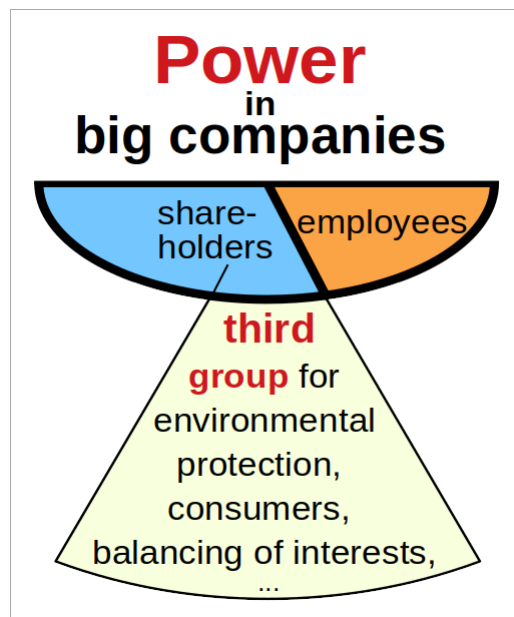 Power
in
big companies
share-
holders
employees
third
group for
environmental
protection,
consumers,
balancing of interests,
...